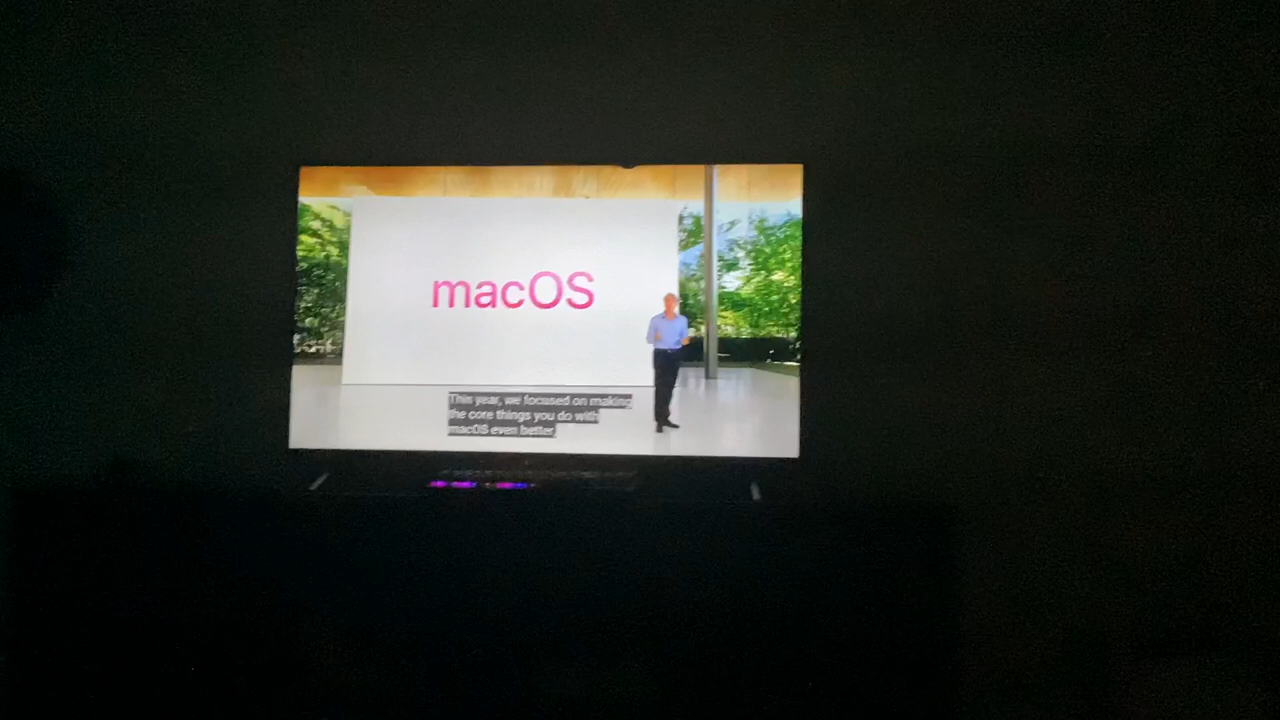 macOS
This year, we focused on making
the core things you do with
macOS even better.